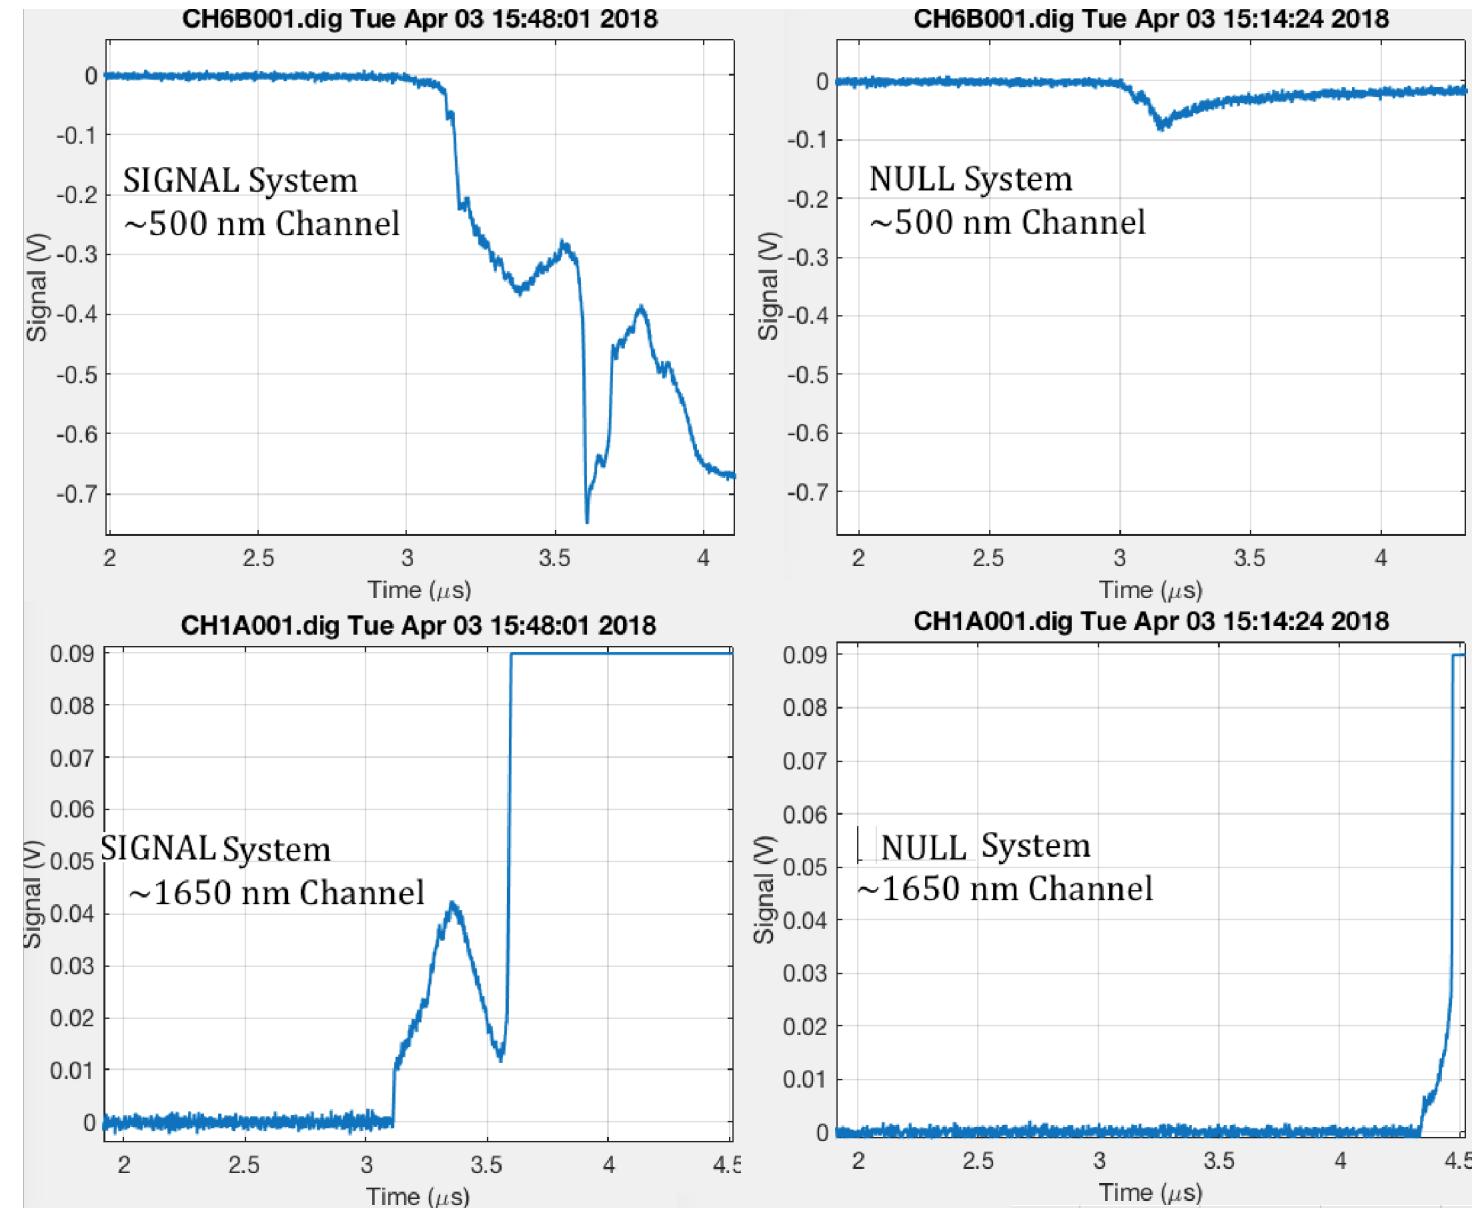 CH6B001.dig Tue Apr 03 15:48:01 2018
0
-0.1
-0.2
-0.3
-0.4
-0.5
-0.6
-0.7
Signal (V)
SIGNAL System
~500 nm Channel
2
2.5
3
3.5
4
Time (μs)
CH6B001.dig Tue Apr 03 15:14:24 2018
0
-0.1
-0.2
-0.3
-0.4
-0.5
-0.6
-0.7
Signal (V)
NULL System
~500 nm Channel
2
2.5
3
3.5
4
Time (μs)
CH1A001.dig Tue Apr 03 15:48:01 2018
0.09
0.08
0.07
0.06
0.05
0.04
0.03
0.02
0.01
0
Signal (V)
SIGNAL System
~1650 nm Channel
2
2.5
3
3.5
4
4.5
Time (μs)
CH1A001.dig Tue Apr 03 15:14:24 2018
0.09
0.08
0.07
0.06
0.05
0.04
0.03
0.02
0.01
0
Signal (V)
NULL System
~1650 nm Channel
2
2.5
3
3.5
4
4.5
Time (μs)